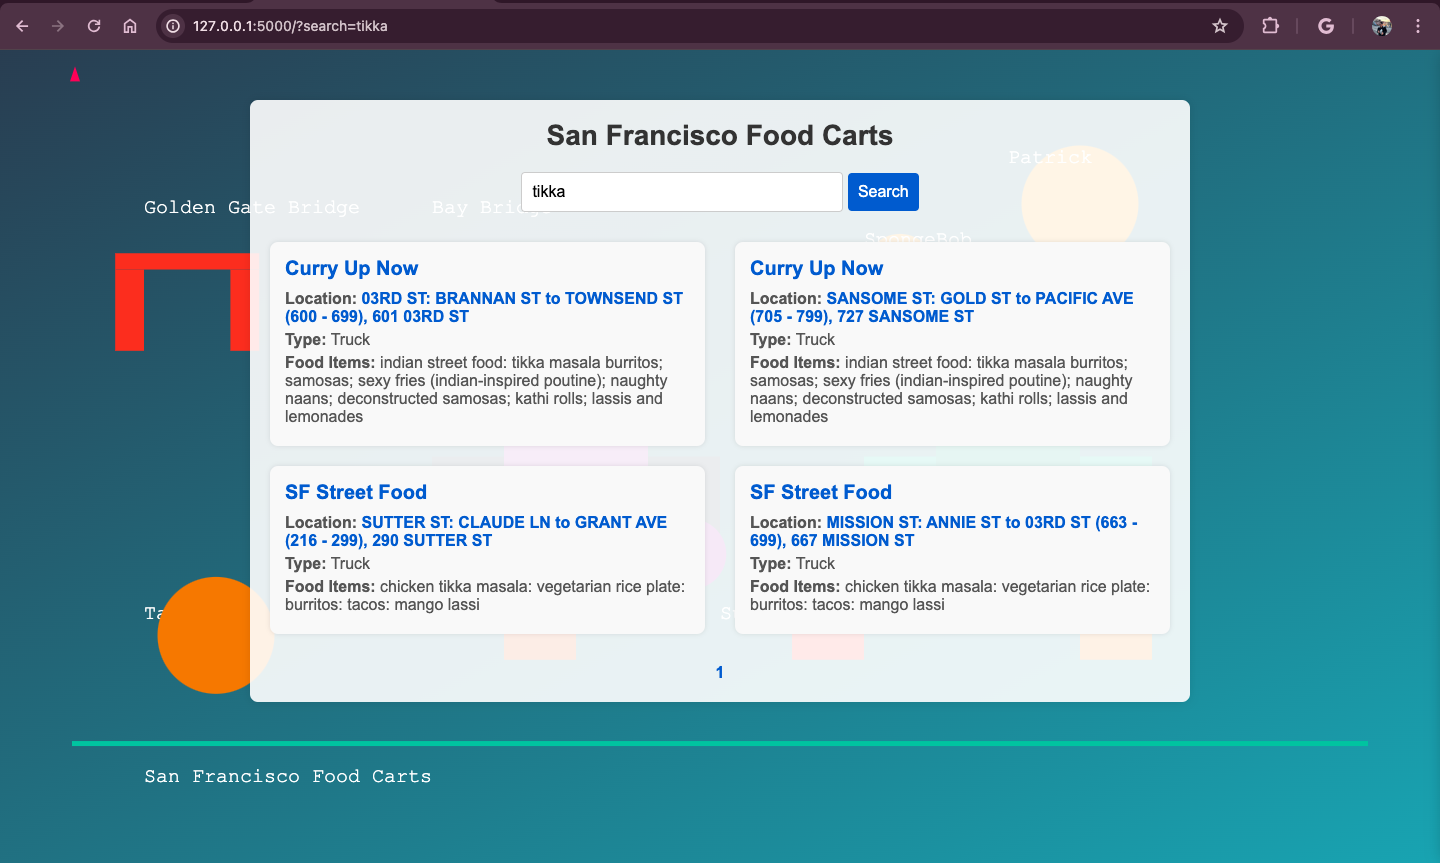 127.0.0.1:5000/?search=tikka
San Francisco Food Carts
Patrick
tikka
Search
Golden Gate Bridge
Bay Bridge
SpongeBob
Curry Up Now
Location: 03RD ST: BRANNAN ST to TOWNSEND ST
(600 - 699), 601 03RD ST
Type: Truck
Food Items: indian street food: tikka masala burritos;
samosas; sexy fries (indian-inspired poutine); naughty
naans; deconstructed samosas; kathi rolls; lassis and
lemonades
Curry Up Now
Location: SANSOME ST: GOLD ST to PACIFIC AVE
(705 - 799), 727 SANSOME ST
Type: Truck
Food Items: indian street food: tikka masala burritos;
samosas; sexy fries (indian-inspired poutine); naughty
naans; deconstructed samosas; kathi rolls; lassis and
lemonades
SF Street Food
Location: SUTTER ST: CLAUDE LN to GRANT AVE
(216 - 299), 290 SUTTER ST
Type: Truck
Food Items: chicken tikka masala: vegetarian rice plate:
burritos: tacos: mango lassi
SF Street Food
Location: MISSION ST: ANNIE ST to 03RD ST (663 -
699), 667 MISSION ST
Type: Truck
Food Items: chicken tikka masala: vegetarian rice plate:
burritos: tacos: mango lassi
1
San Francisco Food Carts